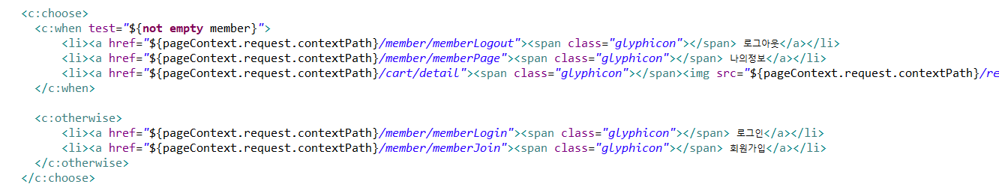 <c:choose>
<c:when test="${not empty member}">
<li><a href="${pageContext.request.contextPath}/member/memberLogout"><span class="glyphicon"></span> 로그아웃</a></li>
<li><a href="${pageContext.request.contextPath}/member/memberPage"><span class="glyphicon"></span> 나의정보</a></li>
<li><a href="${pageContext.request.contextPath}/cart/detail"><span class="glyphicon"></span><img src="${pageContext.request.contextPath}/re
</c:when>
<c:otherwise>
<li><a href="${pageContext.request.contextPath}/member/memberLogin"><span class="glyphicon"></span> 로그인</a></li>
<li><a href="${pageContext.request.contextPath}/member/memberJoin"><span class="glyphicon"></span> 회원가입</a></li>
</c:otherwise>
</c:choose>